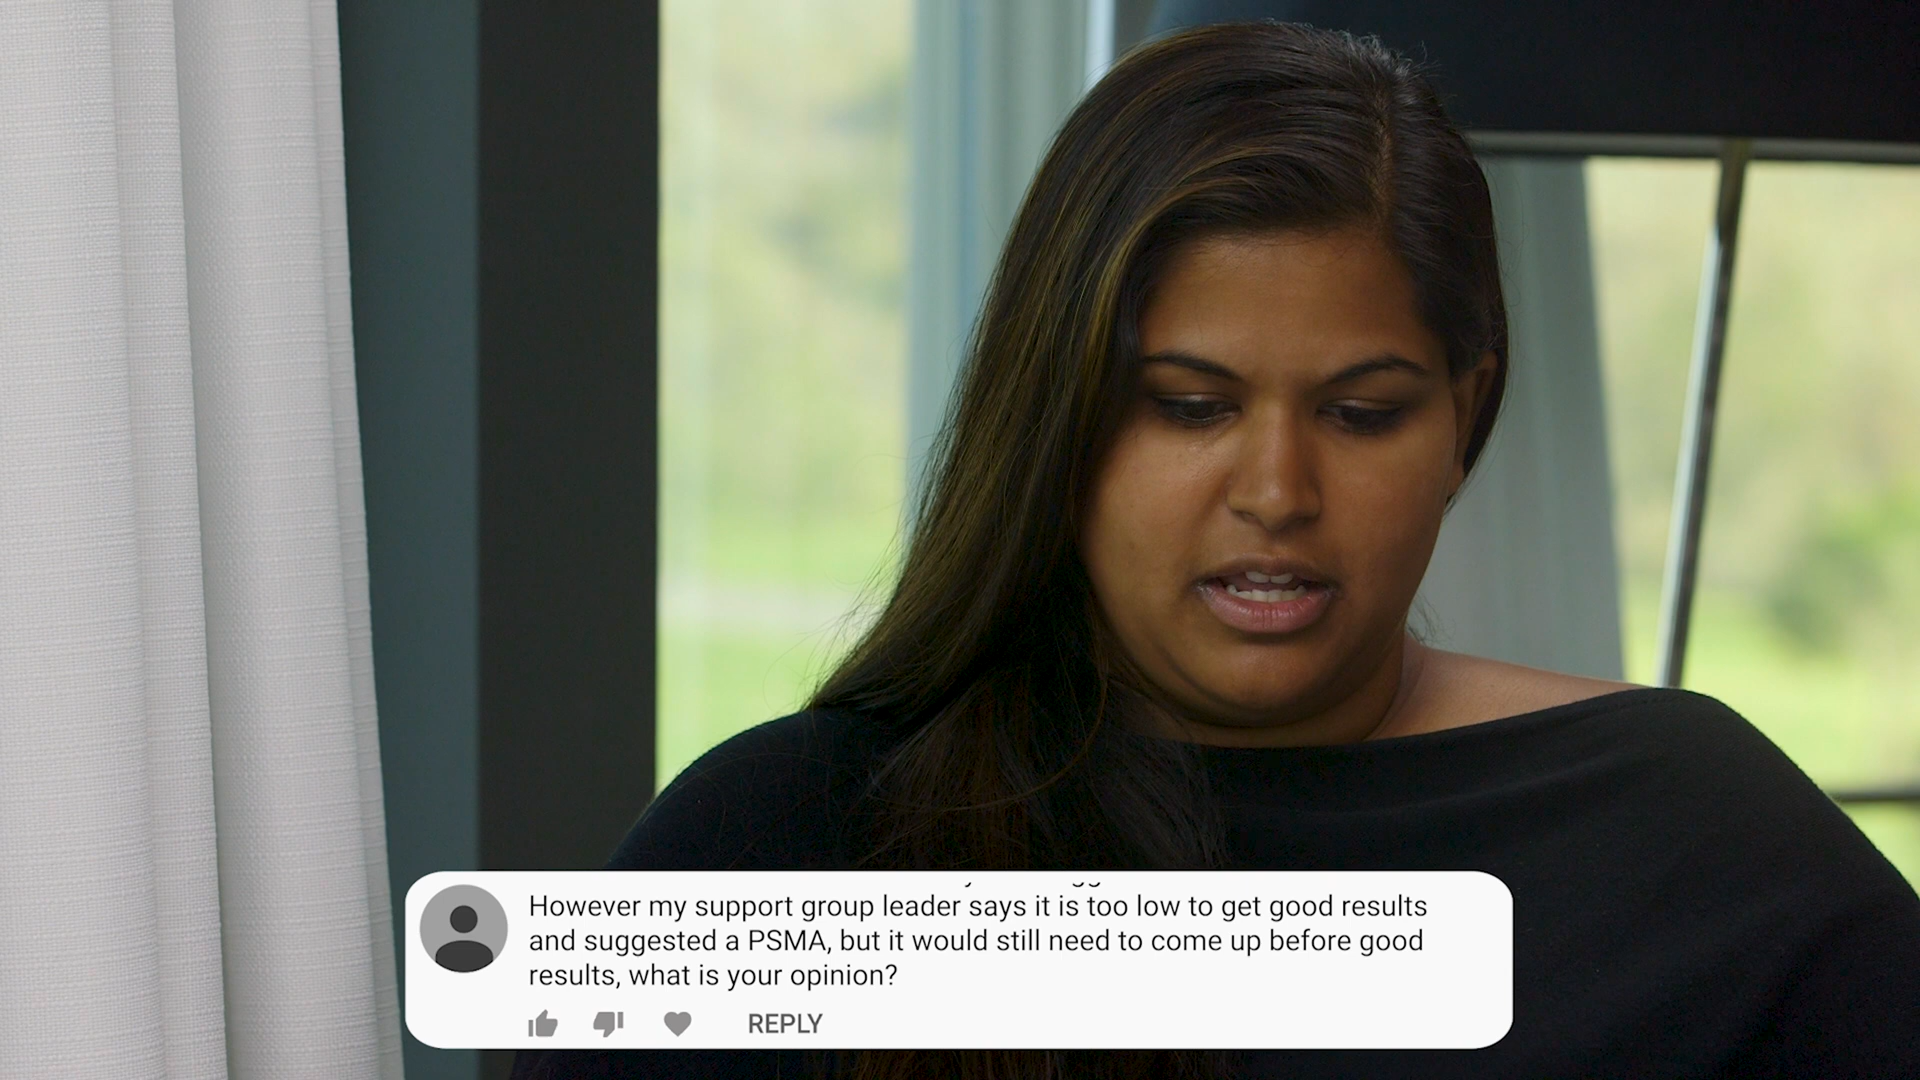 However my support group leader says it is too low to get good results
and suggested a PSMA, but it would still need to come up before good
results, what is your opinion?
REPLY